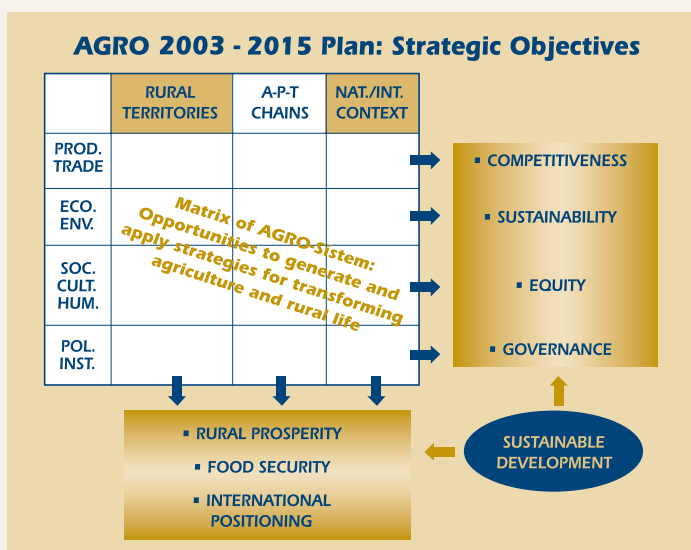 AGRO 2003 - 2015 Plan: Strategic Objectives
RURAL
TERRITORIES
A-P-T
CHAINS
NAT./INT.
CONTEXT
PROD.
TRADE
ECO.
ENV.
SOC.
CULT.
HUM.
POL.
INST.
Matrix of AGRO-Sistem:
Opportunities to generate and
apply strategies for transforming
agriculture and rural life
▪ COMPETITIVENESS
▪ SUSTAINABILITY
▪ EQUITY
▪ GOVERNANCE
▪ RURAL PROSPERITY
▪ FOOD SECURITY
▪ INTERNATIONAL
POSITIONING
SUSTAINABLE
DEVELOPMENT